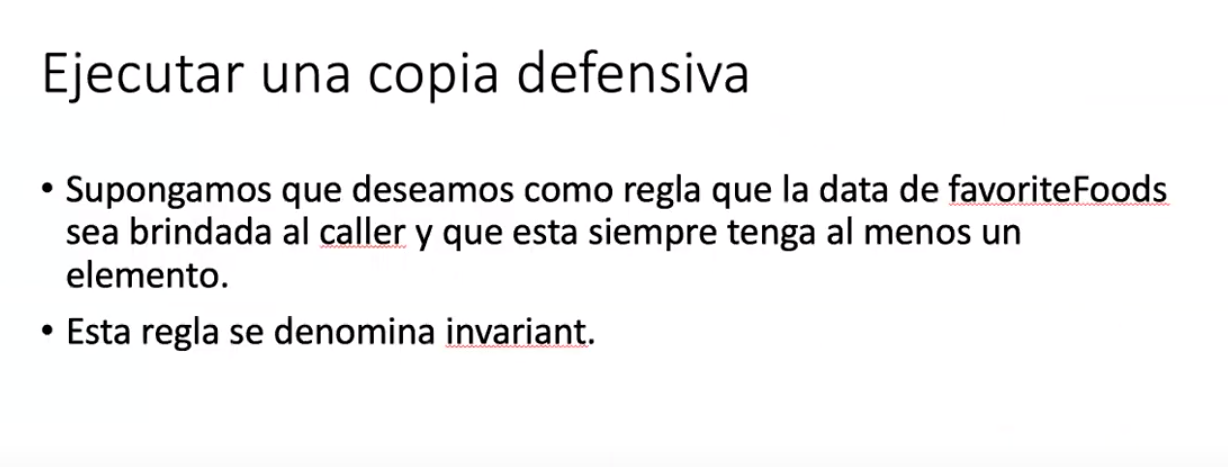 Ejecutar una copia defensiva
• Supongamos que deseamos como regla que la data de favoriteFoods
sea brindada al caller y que esta siempre tenga al menos un
elemento.
• Esta regla se denomina invariant.